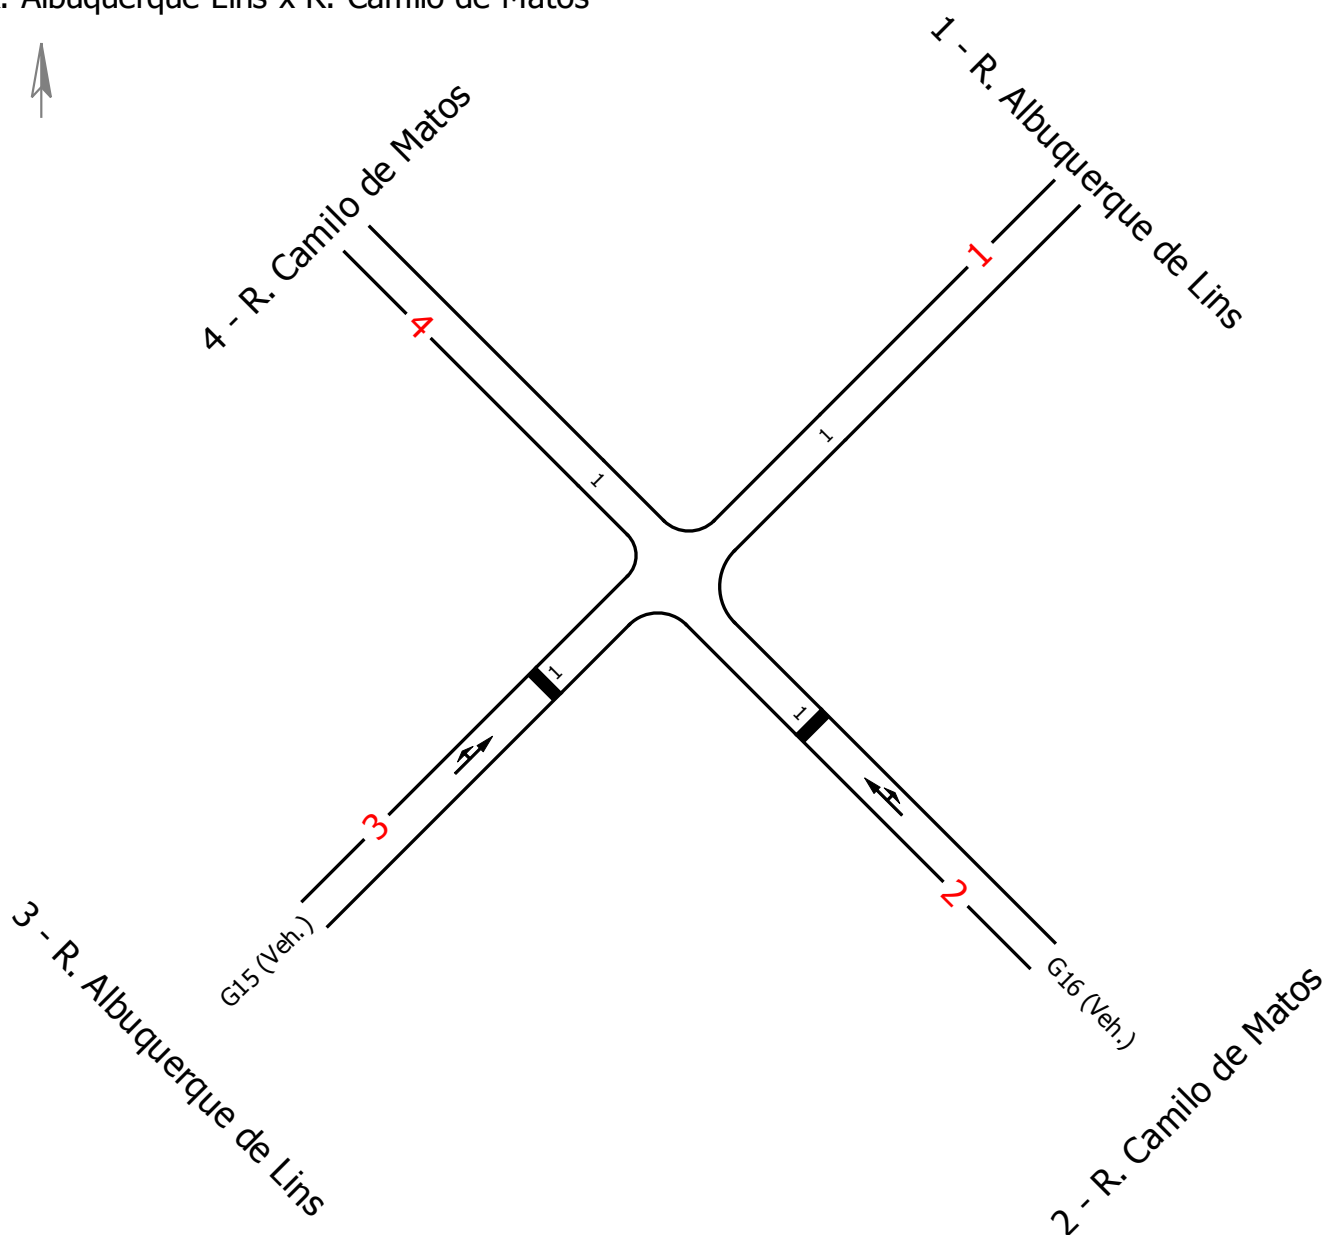 Albuquerque Lins x R. Camilo de Matos
1 - R. Albuquerque de Lins
4 - R. Camilo de Matos
1
4
1
1
1
1
3
2
G15 (Veh.)
G16 (Veh.)
3 - R. Albuquerque de Lins
2 - R. Camilo de Matos